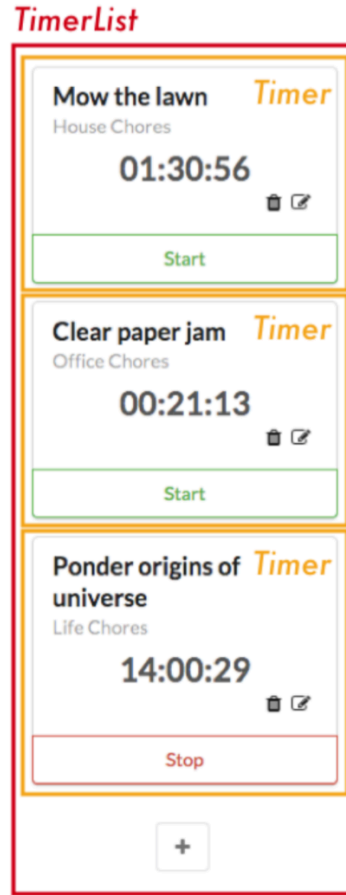 TimerList
Mow the lawn Timer
House Chores
01:30:56
Start
Clear paper jam Timer
Office Chores
00:21:13
Start
Ponder origins of Timer
universe
Life Chores
14:00:29
Stop
+